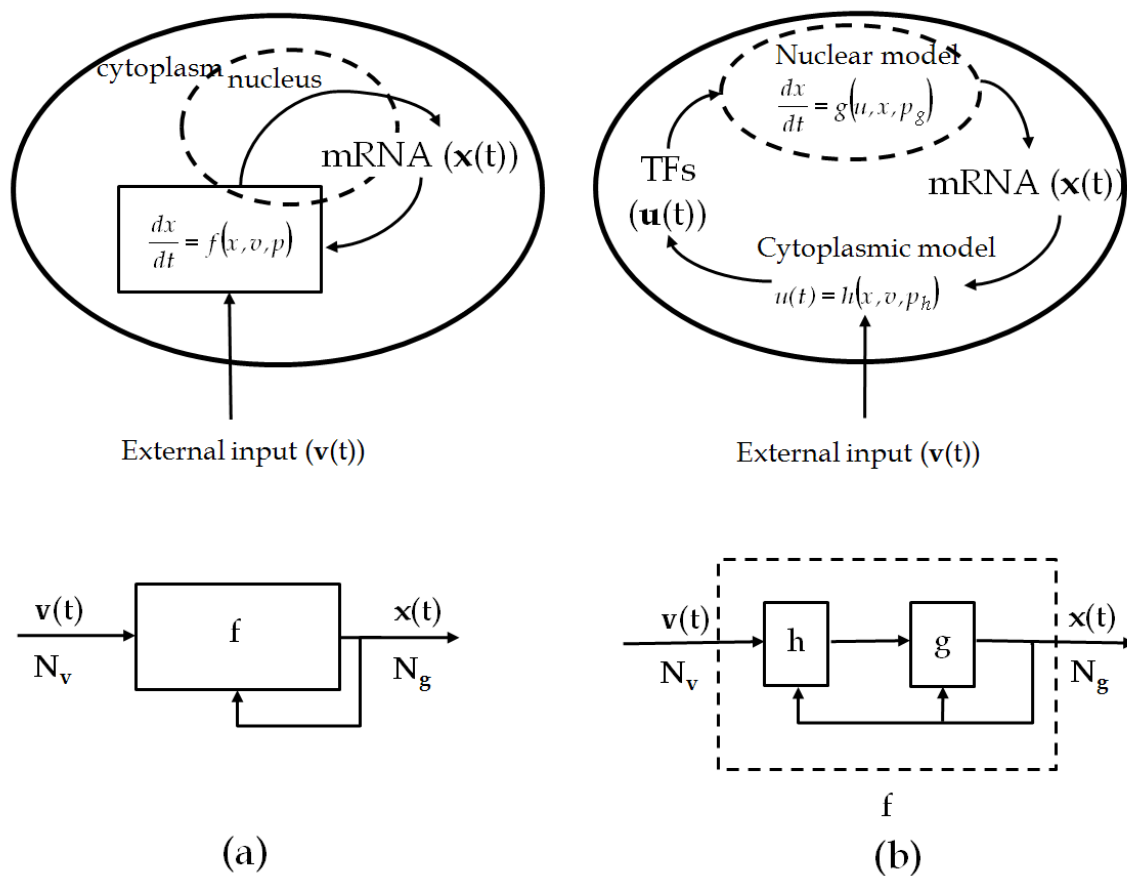 cytoplasm
nucleus
mRNA (x(t))
dx/dt = f(x, v, p)
External input (v(t))
v(t)
N_v
f
x(t)
N_g
(a)
Nuclear model
dx/dt = g(u, x, p_g)
TFs
(u(t))
mRNA (x(t))
Cytoplasmic model
u(t) = h(x, v, p_h)
External input (v(t))
v(t)
N_v
h
g
x(t)
N_g
f
(b)